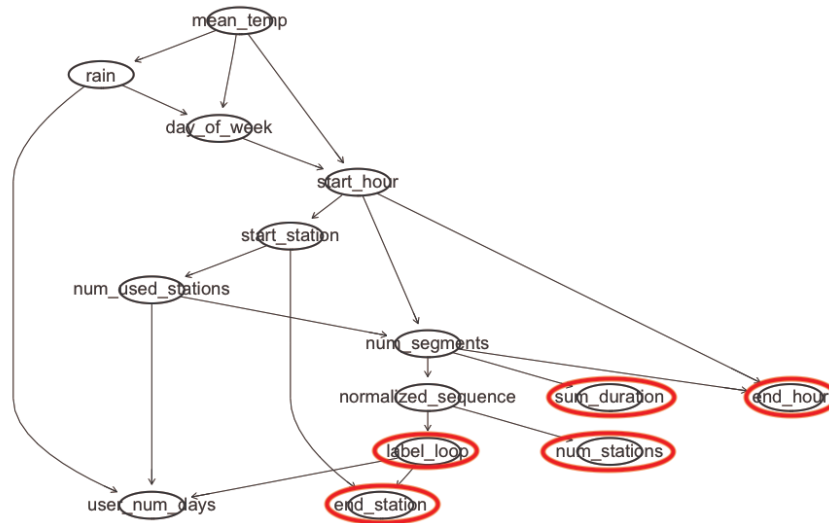 mean_temp
rain
day_of_week
start_hour
start_station
num_used_stations
num_segments
normalized_sequence
sum_duration
end_hour
label_loop
num_stations
user_num_days
end_station